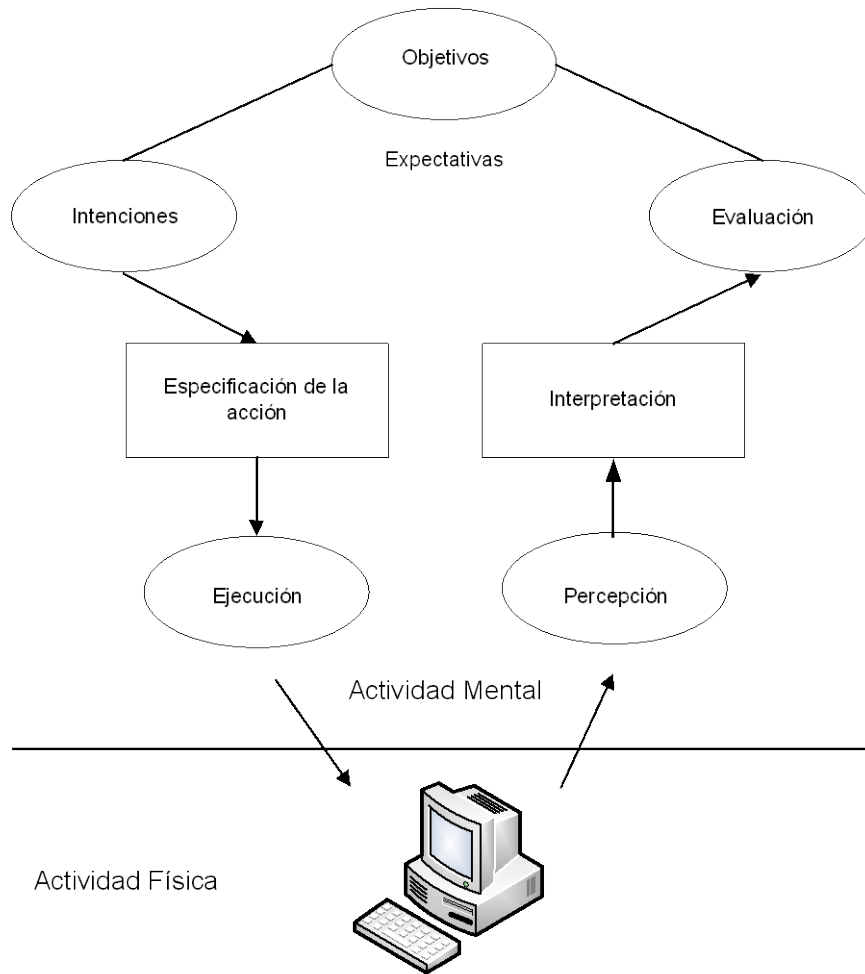 Objetivos
Expectativas
Intenciones
Evaluación
Especificación de la
acción
Interpretación
Ejecución
Percepción
Actividad Mental
Actividad Física